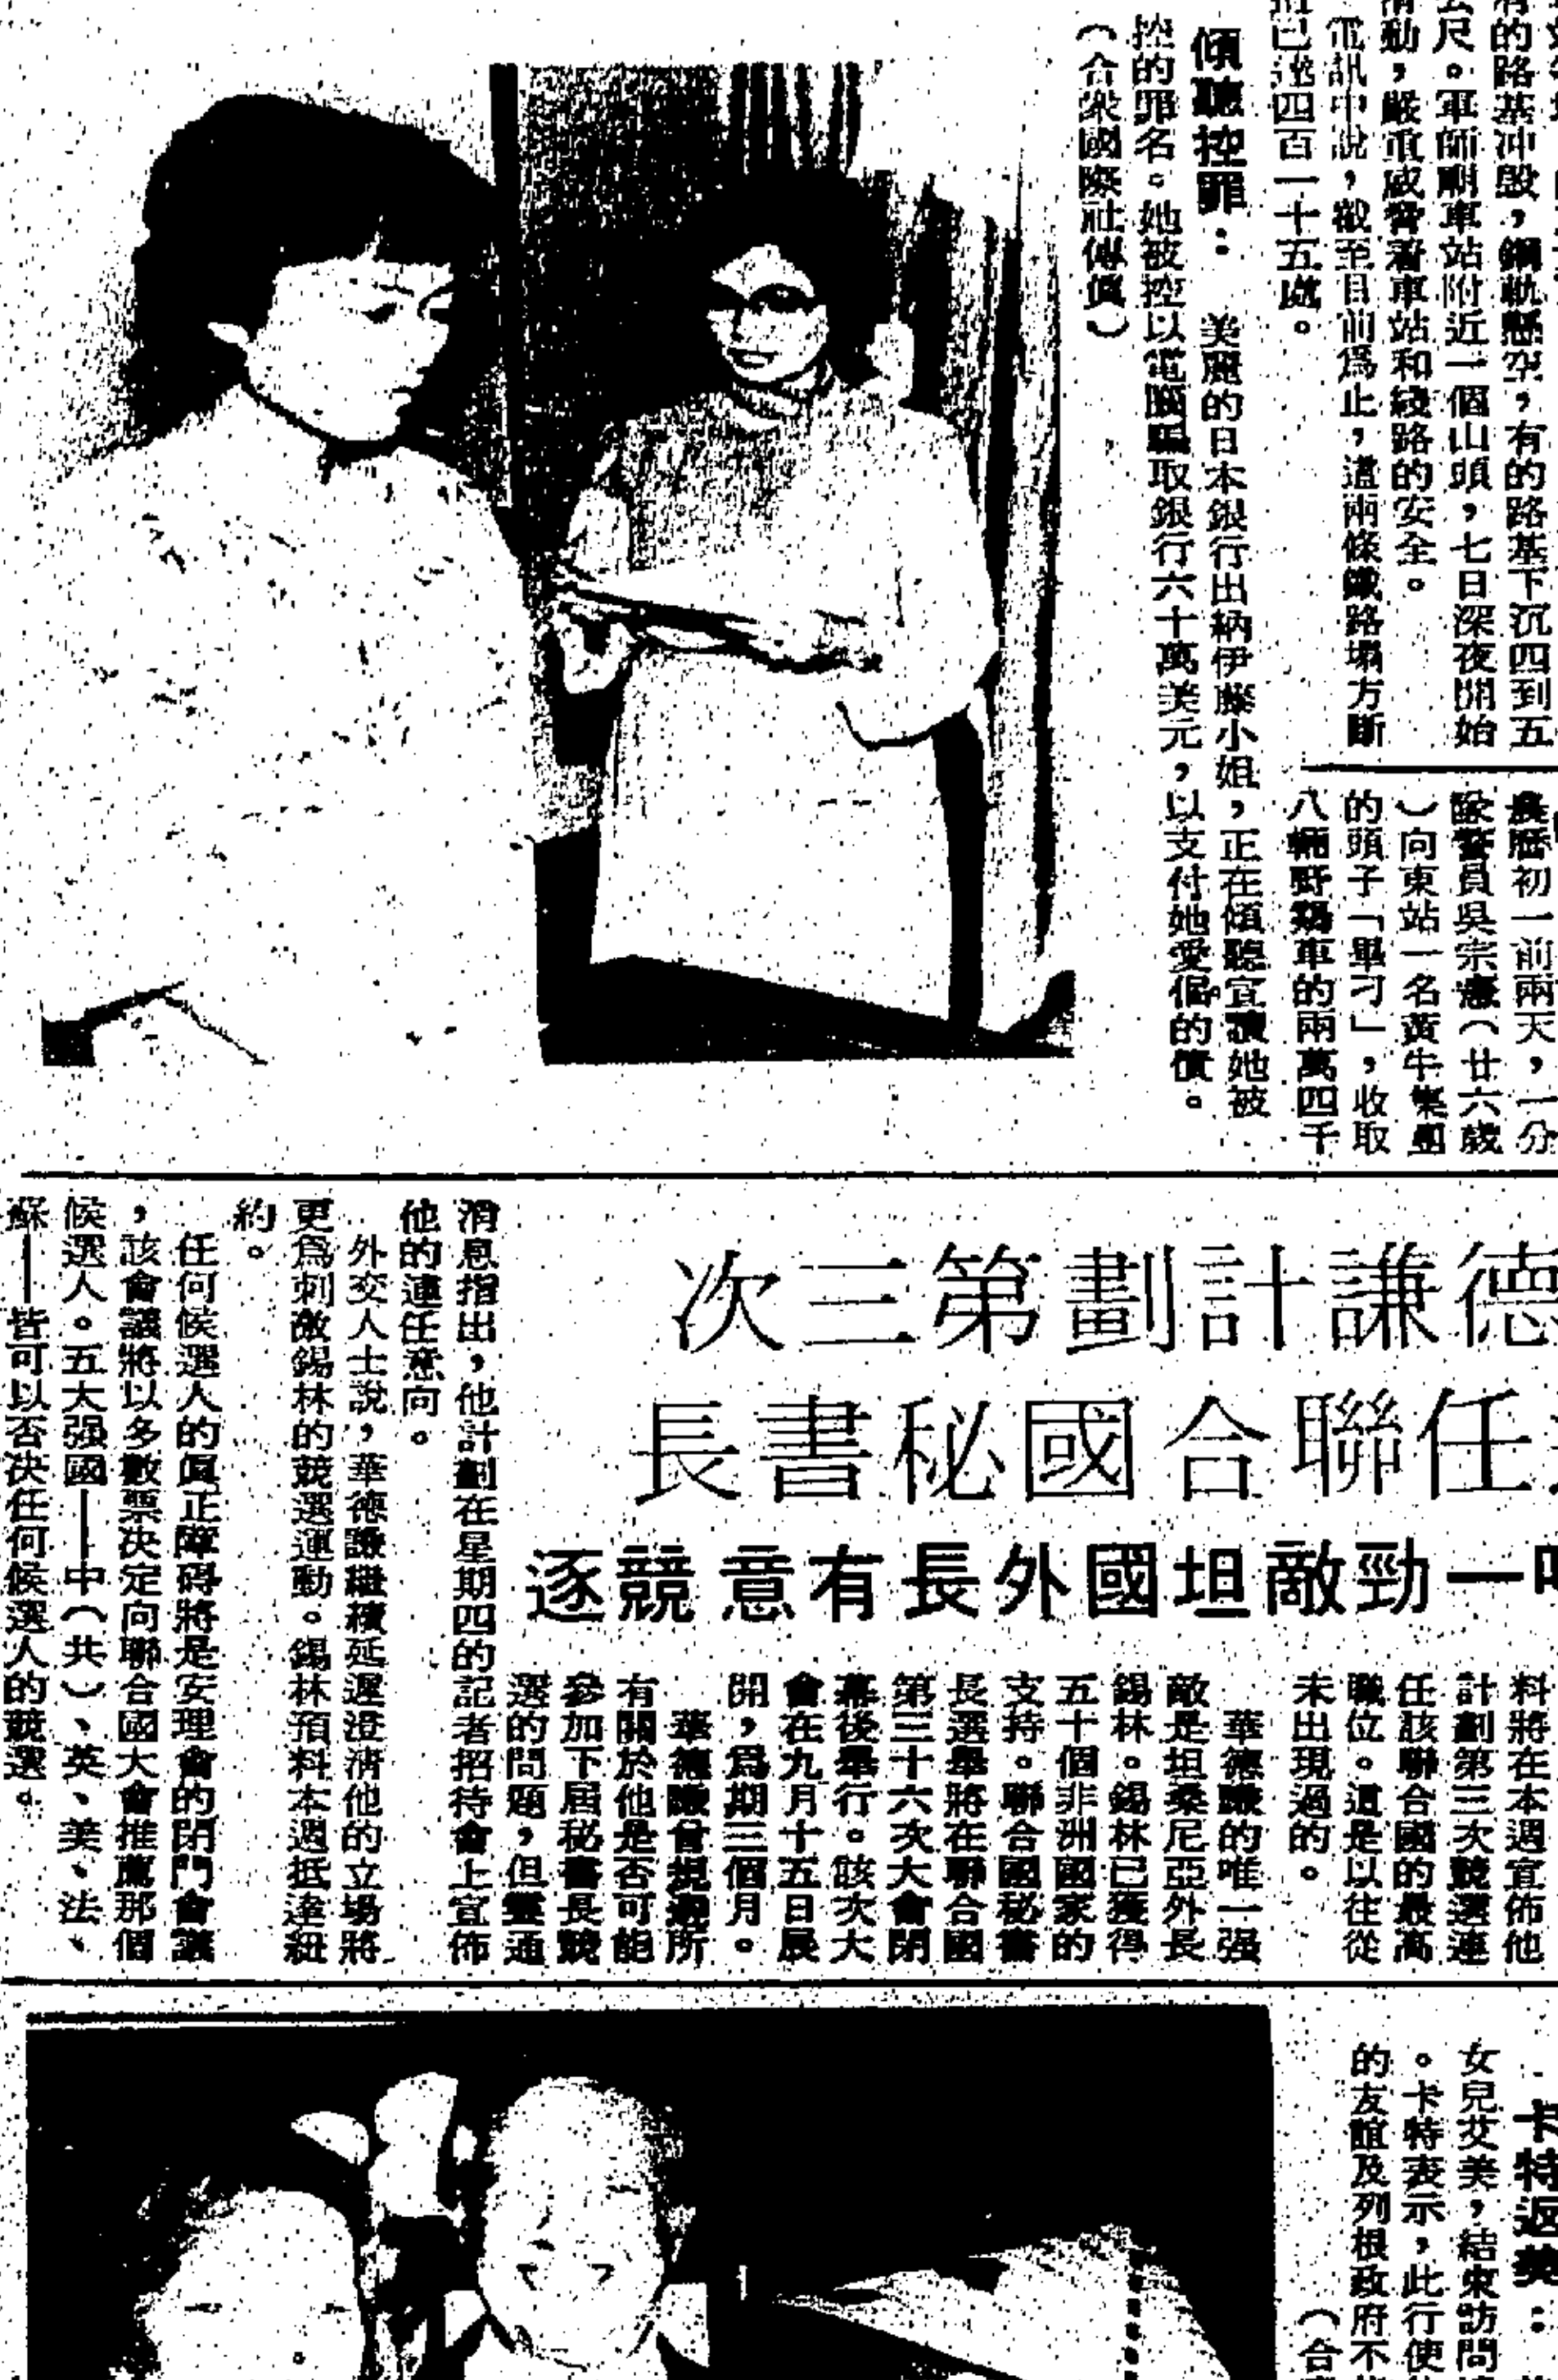 有的路基冲毀，鋼軌懸空，有的路基下沉四到五
公尺。軍師廟車站附近一個山頭，七日深夜開始
滑動，嚴重威脅着車站和綫路的安全。
電訊中說，截至目前爲止，這兩條鐵路塌方斷
道已達四百一十五處。
傾聽控罪：　美麗的日本銀行出納伊藤小姐，正在傾聽宣讀她被
控的罪名。她被控以電腦騙取銀行六十萬美元，以支付她愛侶的債。
（合衆國際社傳眞）
農曆初一前兩天，一分
隊警員吳宗憲（廿六歲
）向東站一名黃牛集團
的頭子「畢刁」，收取
八輛野鷄車的兩萬四千
德謙計劃第三次
任聯合國秘書長
一勁敵坦國外長有意競逐
料將在本週宣佈他
計劃第三次競選連
任該聯合國的最高
職位。這是以往從
未出現過的。
華德謙的唯一强
敵是坦桑尼亞外長
錫林。錫林已獲得
五十個非洲國家的
支持。聯合國秘書
長選舉將在聯合國
第三十六次大會閉
幕後舉行。該次大
會在九月十五日展
開，爲期三個月。
華德謙曾規避所
有關於他是否可能
參加下屆秘書長競
選的問題，但靈通
消息指出，他計劃在星期四的記者招待會上宣佈
他的連任意向。
外交人士說，華德謙繼續延遲澄清他的立場將
更爲刺激錫林的競選運動。錫林預料本週抵達紐
約。
任何候選人的眞正障碍將是安理會的閉門會議
，該會議將以多數票決定向聯合國大會推薦那個
候選人。五大强國——中（共）、英、美、法、
蘇——皆可以否決任何候選人的競選。
卡特返美：
女兒艾美，結束訪問
。卡特表示，此行使
的友誼及列根政府不
（合